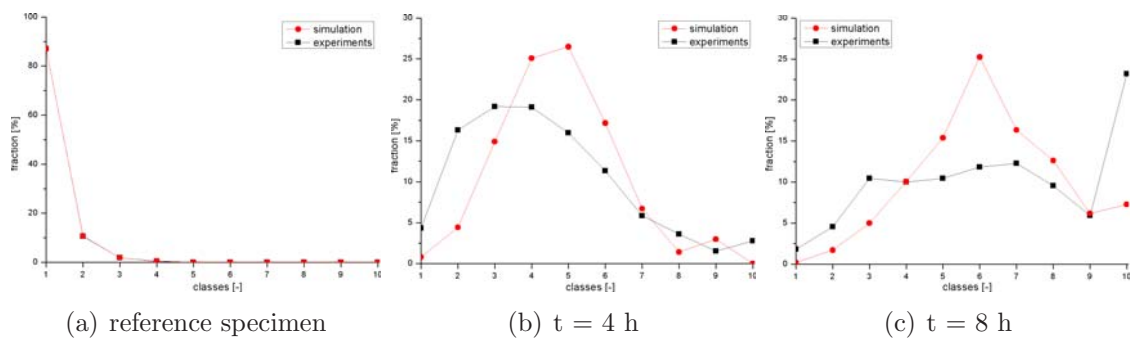 100
80
60
40
20
0
fraction [%]
simulation
experiments
1 2 3 4 5 6 7 8 9 10
classes [-]
(a) reference specimen
30
25
20
15
10
5
0
fraction [%]
simulation
experiments
1 2 3 4 5 6 7 8 9 10
classes [-]
(b) t = 4 h
30
25
20
15
10
5
0
fraction [%]
simulation
experiments
1 2 3 4 5 6 7 8 9 10
classes [-]
(c) t = 8 h